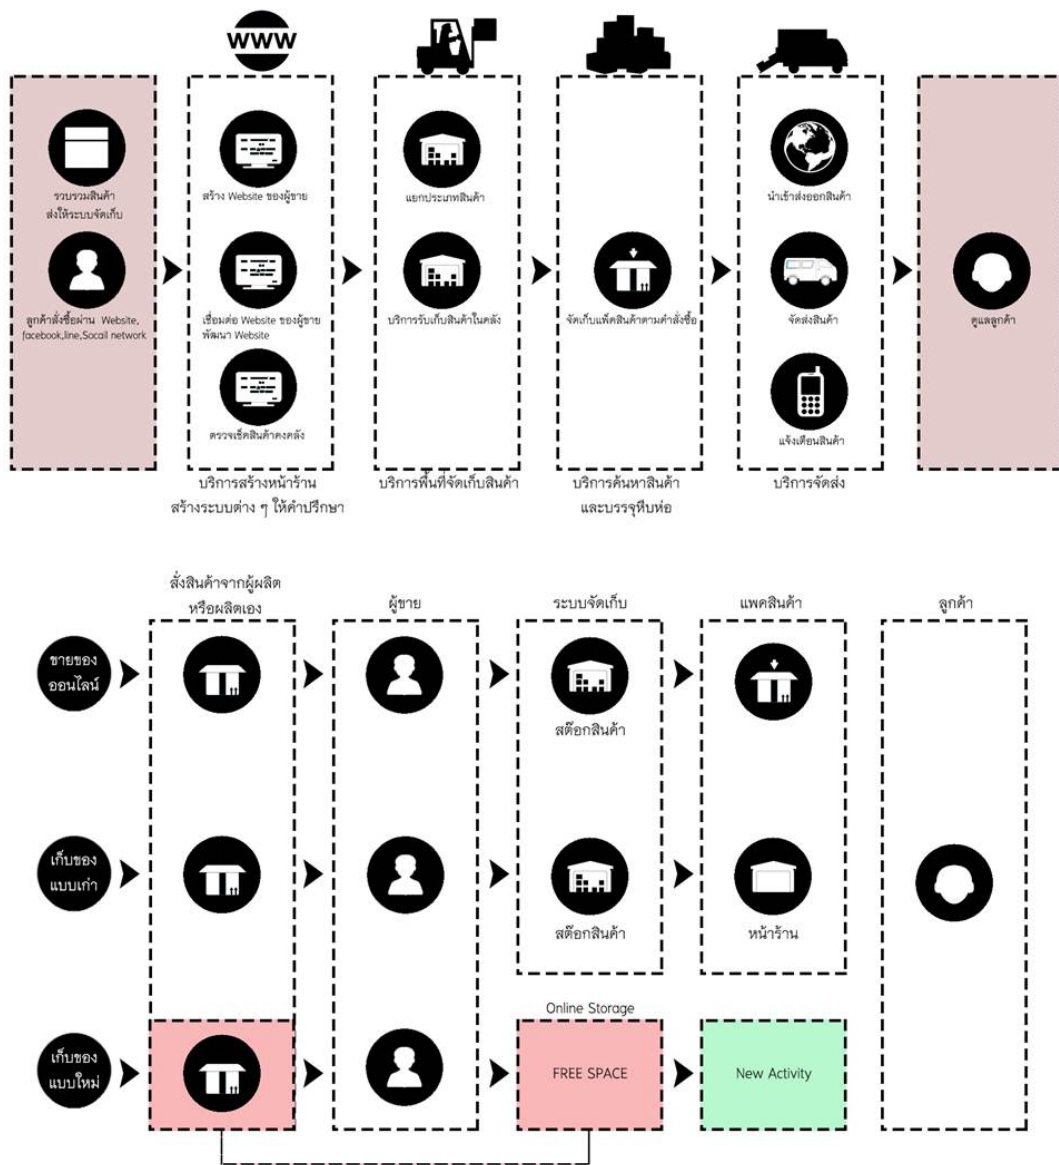 WWW
รวบรวมสินค้า
ส่งให้ระบบจัดเก็บ
ลูกค้าสั่งซื้อผ่าน Website,
facebook,line,Socail network
สร้าง Website ของผู้ขาย
เชื่อมต่อ Website ของผู้ขาย
พัฒนา Website
ตรวจเช็คสินค้าคงคลัง
บริการสร้างหน้าร้าน
สร้างระบบต่าง ๆ ให้คำปรึกษา
แยกประเภทสินค้า
บริการรับเก็บสินค้าในคลัง
บริการพื้นที่จัดเก็บสินค้า
จัดเก็บแพ็คสินค้าตามคำสั่งซื้อ
บริการค้นหาสินค้า
และบรรจุหีบห่อ
นำเข้าส่งออกสินค้า
จัดส่งสินค้า
แจ้งเตือนสินค้า
บริการจัดส่ง
ดูแลลูกค้า
สั่งสินค้าจากผู้ผลิต
หรือผลิตเอง
ผู้ขาย
ระบบจัดเก็บ
แพคสินค้า
ลูกค้า
ขายของ
ออนไลน์
สต๊อกสินค้า
เก็บของ
แบบเก่า
สต๊อกสินค้า
หน้าร้าน
Online Storage
เก็บของ
แบบใหม่
FREE SPACE
New Activity